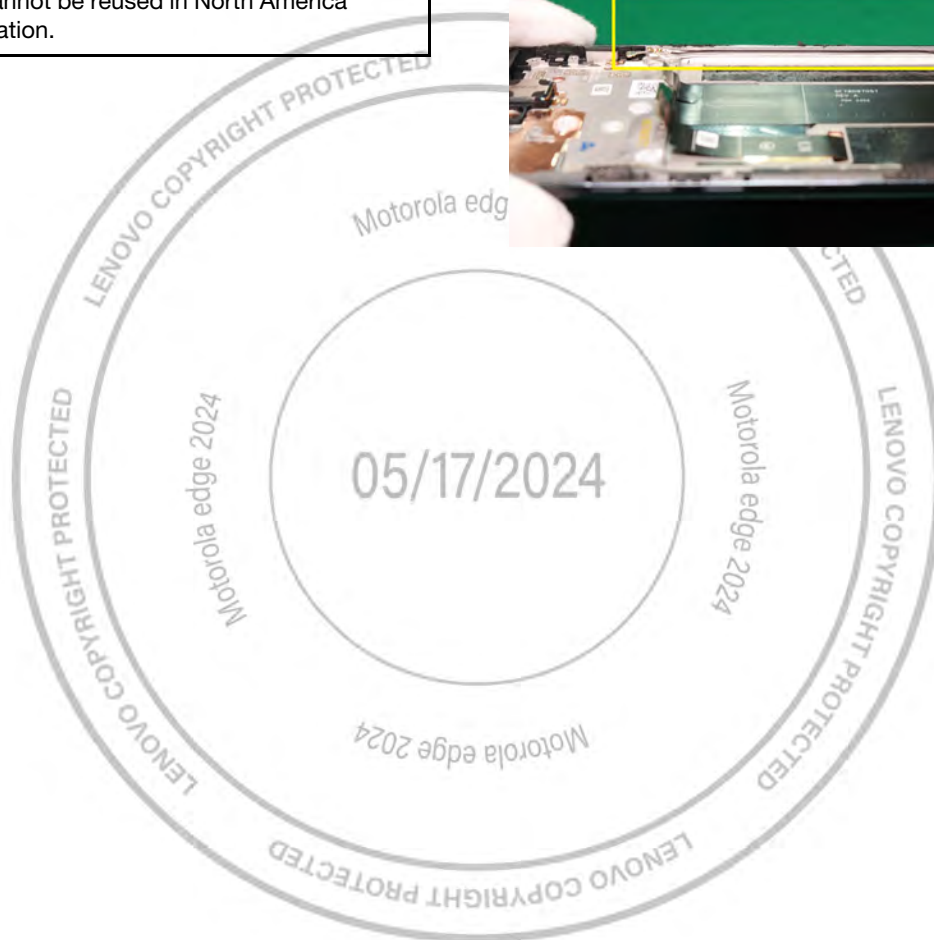 annot be reused in North America
ation.
LENOVO COPYRIGHT PROTECTED
Motorola edg
CTED
Motorola edge 2024
05/17/2024
Motorola edge 2024
LENOVO COPYRIGHT PROTECTED
LENOVO COPYRIGHT PROTECTED
Motorola edge 2024
LENOVO COPYRIGHT PROTECTED